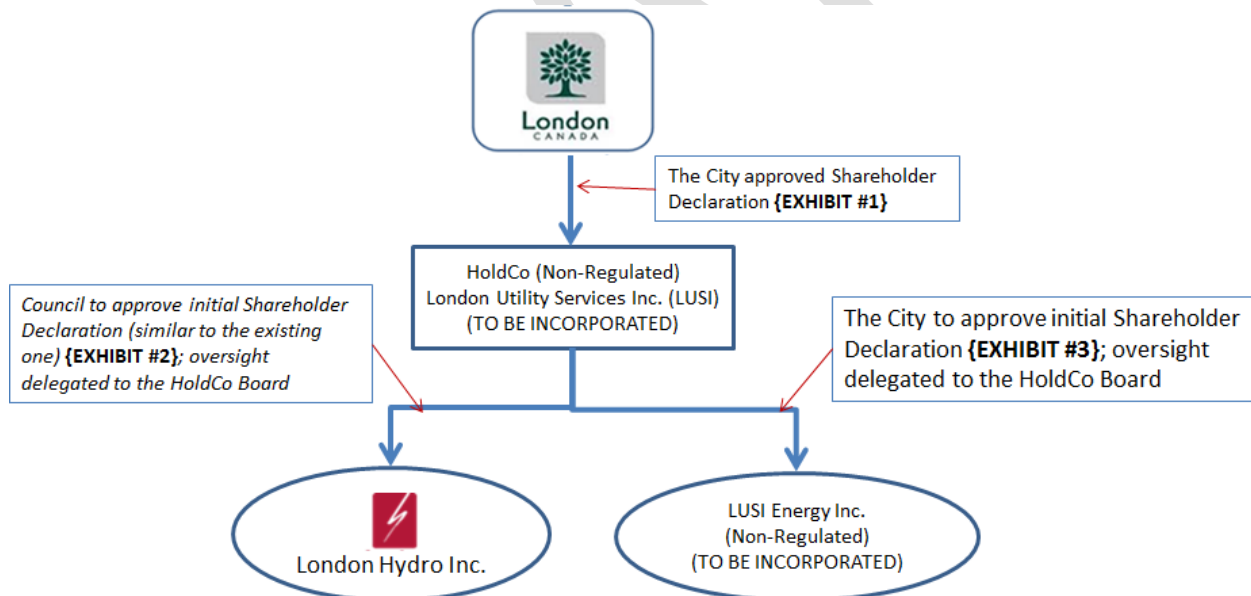 London
CANADA
The City approved Shareholder
Declaration {EXHIBIT #1}
HoldCo (Non-Regulated)
London Utility Services Inc. (LUSI)
(TO BE INCORPORATED)
Council to approve initial Shareholder
Declaration (similar to the existing
one) {EXHIBIT #2}; oversight
delegated to the HoldCo Board
The City to approve initial Shareholder
Declaration {EXHIBIT #3}; oversight
delegated to the HoldCo Board
London Hydro Inc.
LUSI Energy Inc.
(Non-Regulated)
(TO BE INCORPORATED)